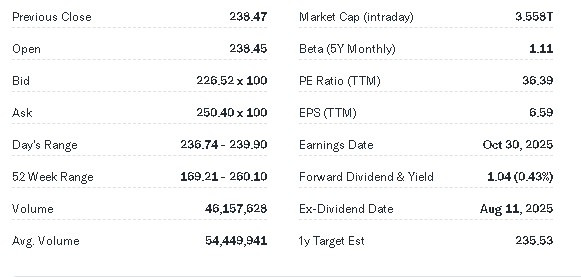 Previous Close 238.47 Market Cap (intraday) 3.558T
Open 238.45 Beta (5Y Monthly) 1.11
Bid 226.52 x 100 PE Ratio (TTM) 36.39
Ask 250.40 x 100 EPS (TTM) 6.59
Day's Range 236.74 - 239.90 Earnings Date Oct 30, 2025
52 Week Range 169.21 - 260.10 Forward Dividend & Yield 1.04 (0.43%)
Volume 46,157,628 Ex-Dividend Date Aug 11, 2025
Avg. Volume 54,449,941 1y Target Est 235.53